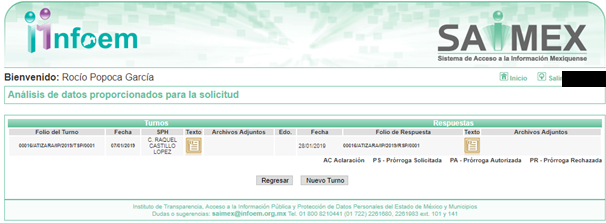 infoem
SAIMEX
Sistema de Acceso a la Información Mexiquense
Bienvenido: Rocío Popoca García
Inicio
Análisis de datos proporcionados para la solicitud
Turnos Respuestas
Folio del Turno Fecha SPH Texto Archivos Adjuntos Edo. Fecha Folio de Respuesta Texto Archivos Adjuntos
00016/ATIZARA/IP/2019/TSP/0001 07/01/2019 C. RAQUEL CASTILLO LOPEZ 28/01/2019 00016/ATIZARA/IP/2019/RSP/0001
AC Aclaración PS - Prórroga Solicitada PA - Prórroga Autorizada PR - Prórroga Rechazada
Regresar Nuevo Turno
Instituto de Transparencia, Acceso a la Información Pública y Protección de Datos Personales del Estado de México y Municipios
Dudas o sugerencias: saimex@infoem.org.mx Tel. 01 800 8210441 (01 722) 2261980, 2261983 ext. 101 y 141